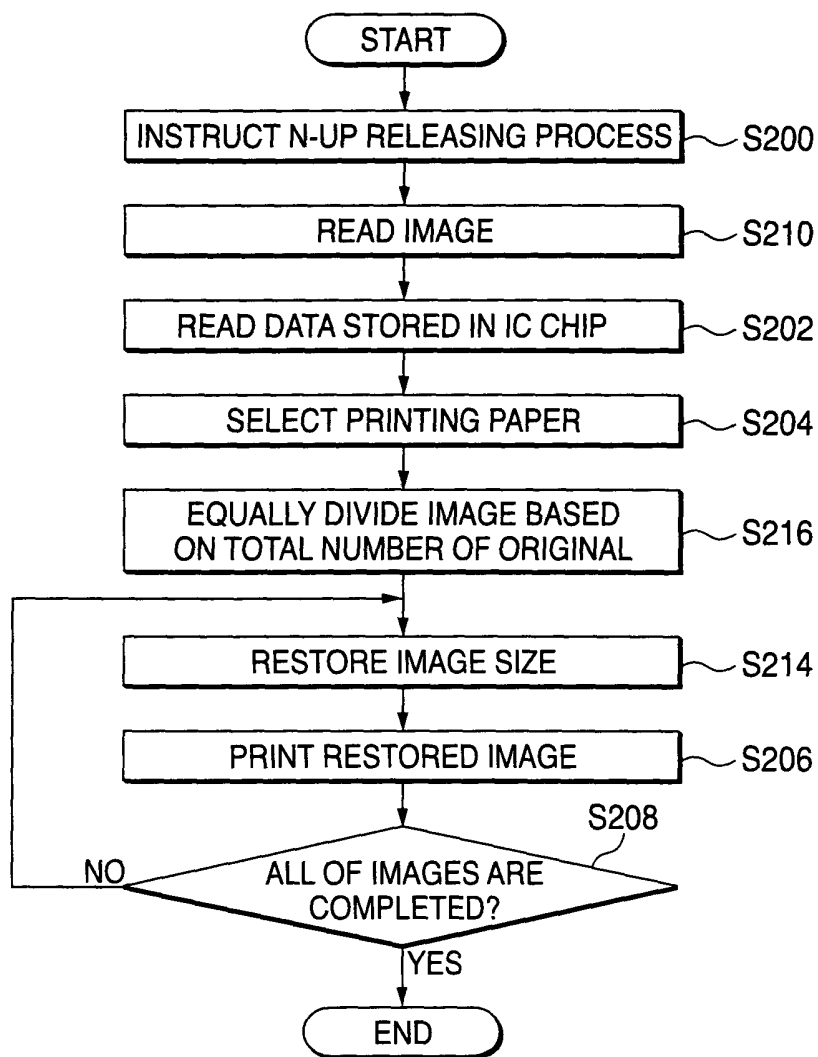 START
INSTRUCT N-UP RELEASING PROCESS
S200
READ IMAGE
S210
READ DATA STORED IN IC CHIP
S202
SELECT PRINTING PAPER
S204
EQUALLY DIVIDE IMAGE BASED
ON TOTAL NUMBER OF ORIGINAL
S216
RESTORE IMAGE SIZE
S214
PRINT RESTORED IMAGE
S206
S208
NO
ALL OF IMAGES ARE
COMPLETED?
YES
END